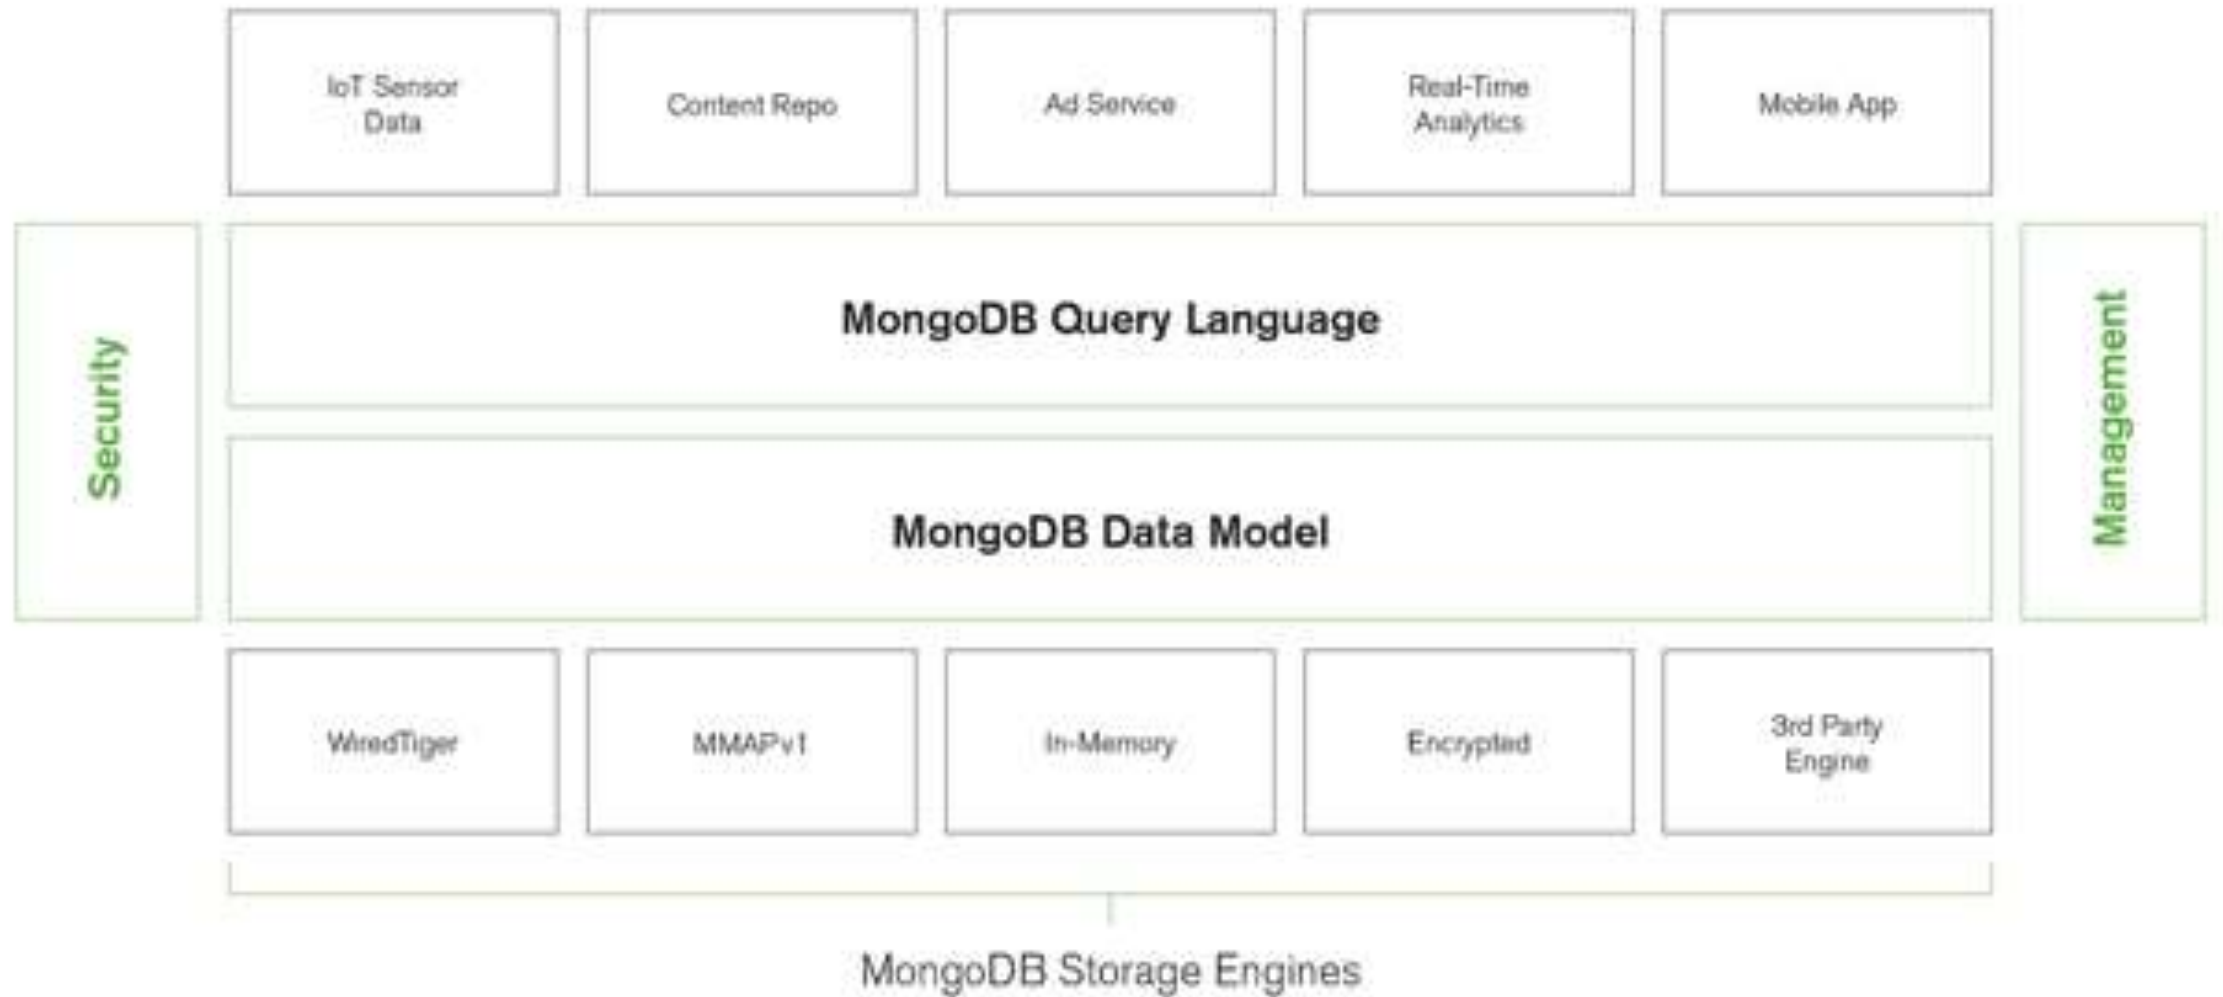 IoT Sensor
Data
Content Repo
Ad Service
Real-Time
Analytics
Mobile App
Security
MongoDB Query Language
Management
MongoDB Data Model
WiredTiger
MMAPv1
In-Memory
Encrypted
3rd Party
Engine
MongoDB Storage Engines